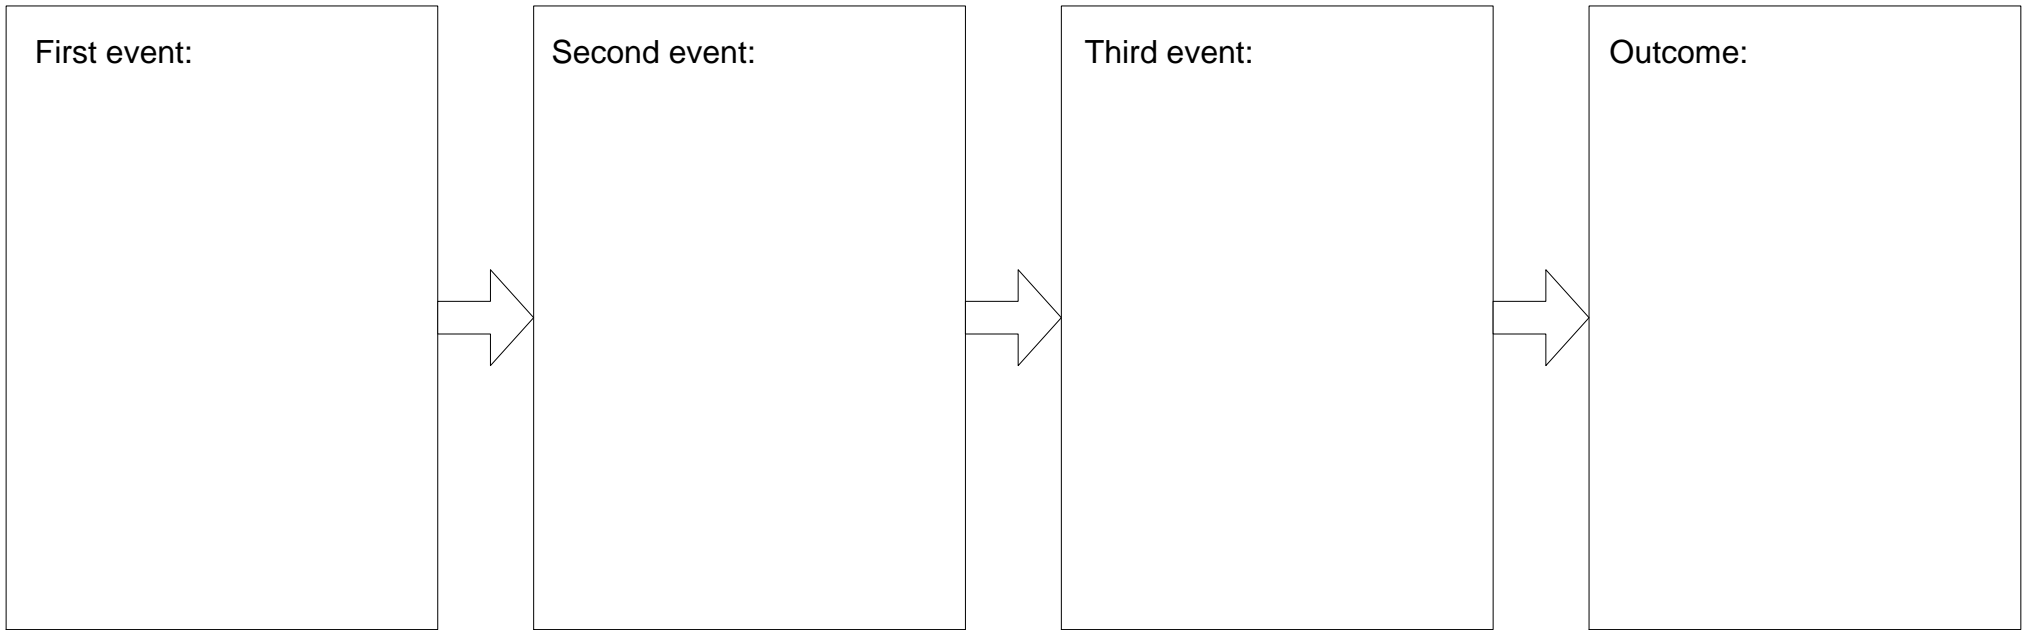 First event:
Second event:
Third event:
Outcome: